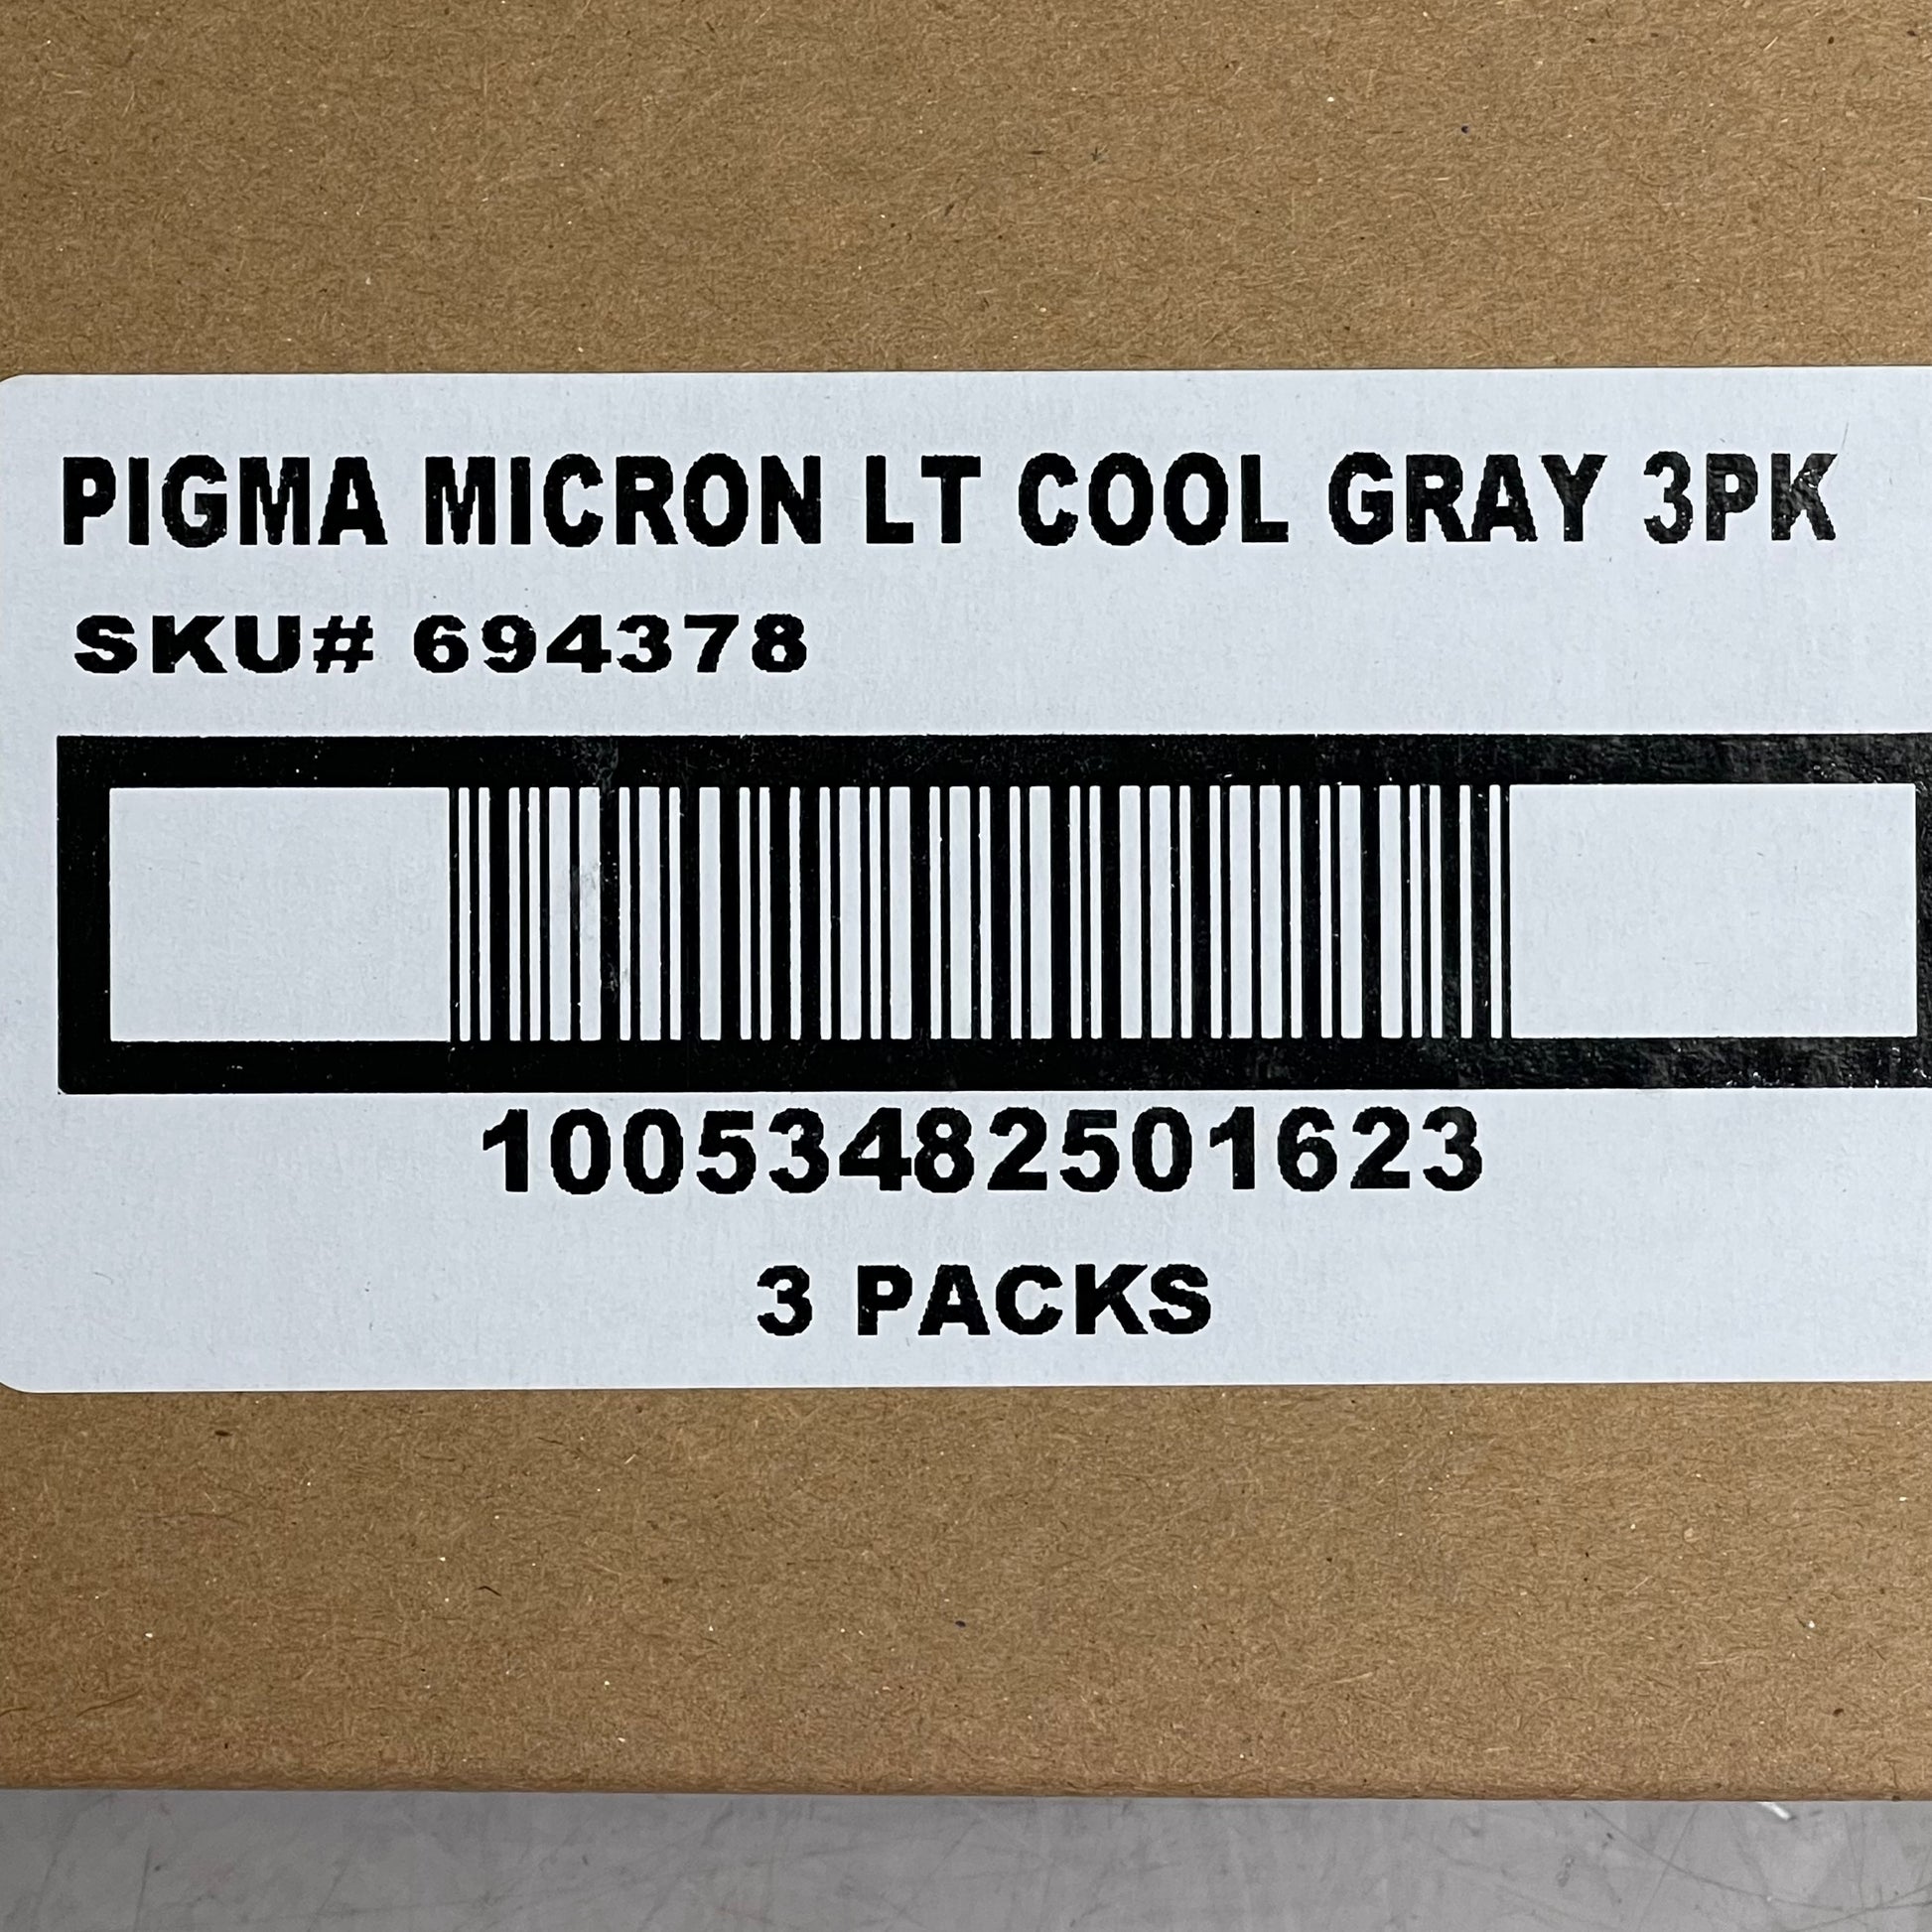 PIGMA MICRON LT COOL GRAY 3PK
SKU# 694378
10053482501623
3 PACKS